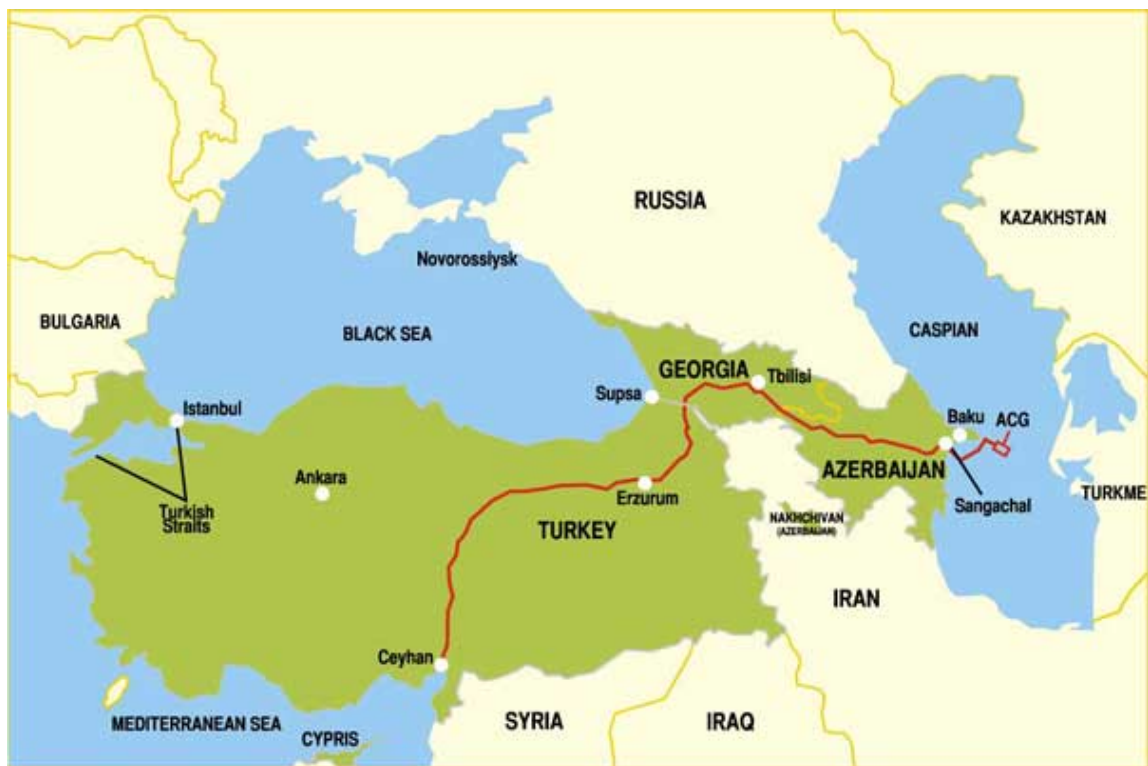 RUSSIA
KAZAKHSTAN
Novorossiysk
BULGARIA
BLACK SEA
CASPIAN
GEORGIA
Tbilisi
Supsa
Istanbul
Baku
ACG
Ankara
AZERBAIJAN
Erzurum
TURKME
Sangachal
Turkish
Straits
TURKEY
NAKHCHIVAN
(AZERBAIJAN)
IRAN
Ceyhan
MEDITERRANEAN SEA
SYRIA
IRAQ
CYPRIS